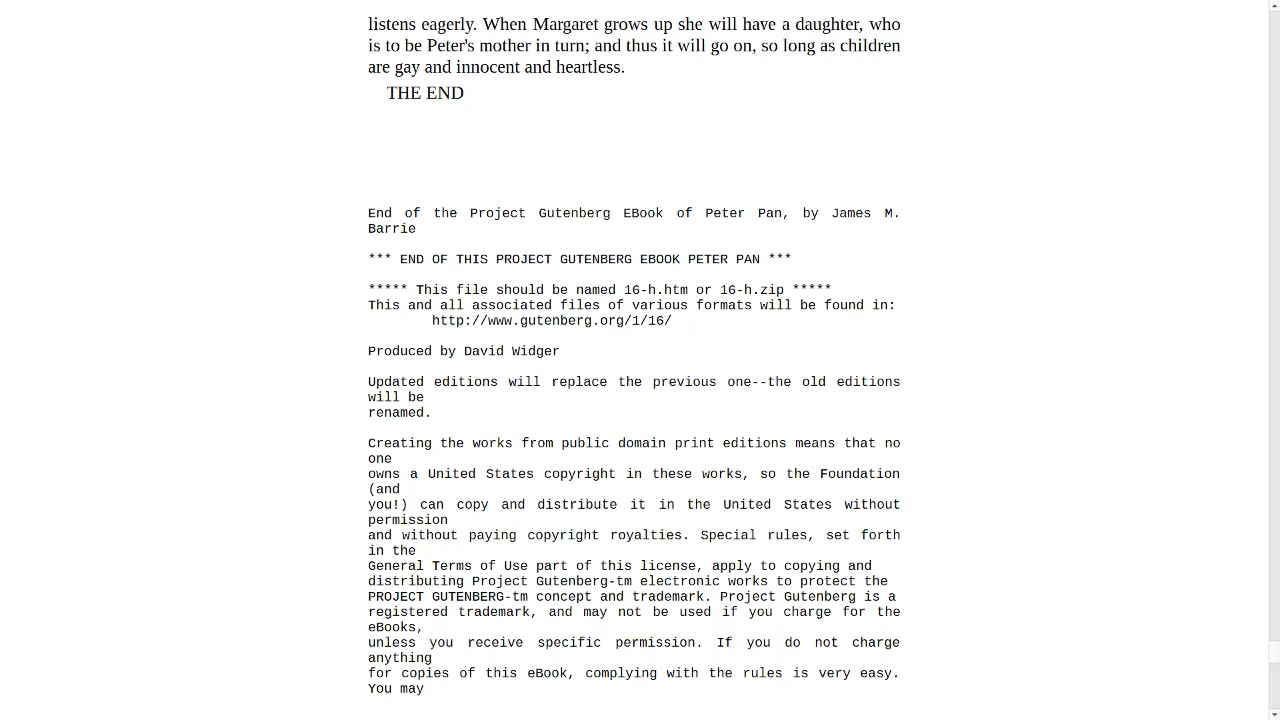 listens eagerly. When Margaret grows up she will have a daughter, who
is to be Peter's mother in turn; and thus it will go on, so long as children
are gay and innocent and heartless.
THE END
End of the Project Gutenberg EBook of Peter Pan, by James M.
Barrie
*** END OF THIS PROJECT GUTENBERG EBOOK PETER PAN ***
***** This file should be named 16-h.htm or 16-h.zip *****
This and all associated files of various formats will be found in:
http://www.gutenberg.org/1/16/
Produced by David Widger
Updated editions will replace the previous one--the old editions
will be
renamed.
Creating the works from public domain print editions means that no
one
owns a United States copyright in these works, so the Foundation
(and
you!) can copy and distribute it in the United States without
permission
and without paying copyright royalties. Special rules, set forth
in the
General Terms of Use part of this license, apply to copying and
distributing Project Gutenberg-tm electronic works to protect the
PROJECT GUTENBERG-tm concept and trademark. Project Gutenberg is a
registered trademark, and may not be used if you charge for the
eBooks,
unless you receive specific permission. If you do not charge
anything
for copies of this eBook, complying with the rules is very easy.
You may